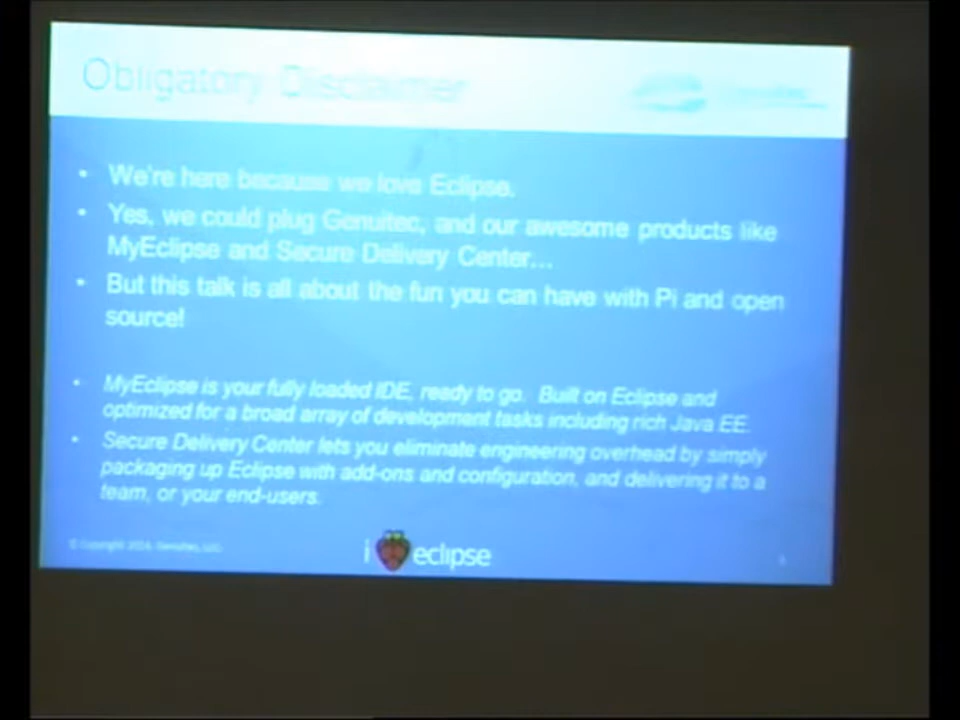 Obligatory Disclaimer
• We're here because we love Eclipse.
• Yes, we could plug Genuitec, and our awesome products like
MyEclipse and Secure Delivery Center...
• But this talk is all about the fun you can have with Pi and open
source!
• MyEclipse is your fully loaded IDE, ready to go. Built on Eclipse and
optimized for a broad array of development tasks including rich Java EE.
• Secure Delivery Center lets you eliminate engineering overhead by simply
packaging up Eclipse with add-ons and configuration, and delivering it to a
team, or your end-users.
© Copyright 2014, Genuitec, LLC
i eclipse